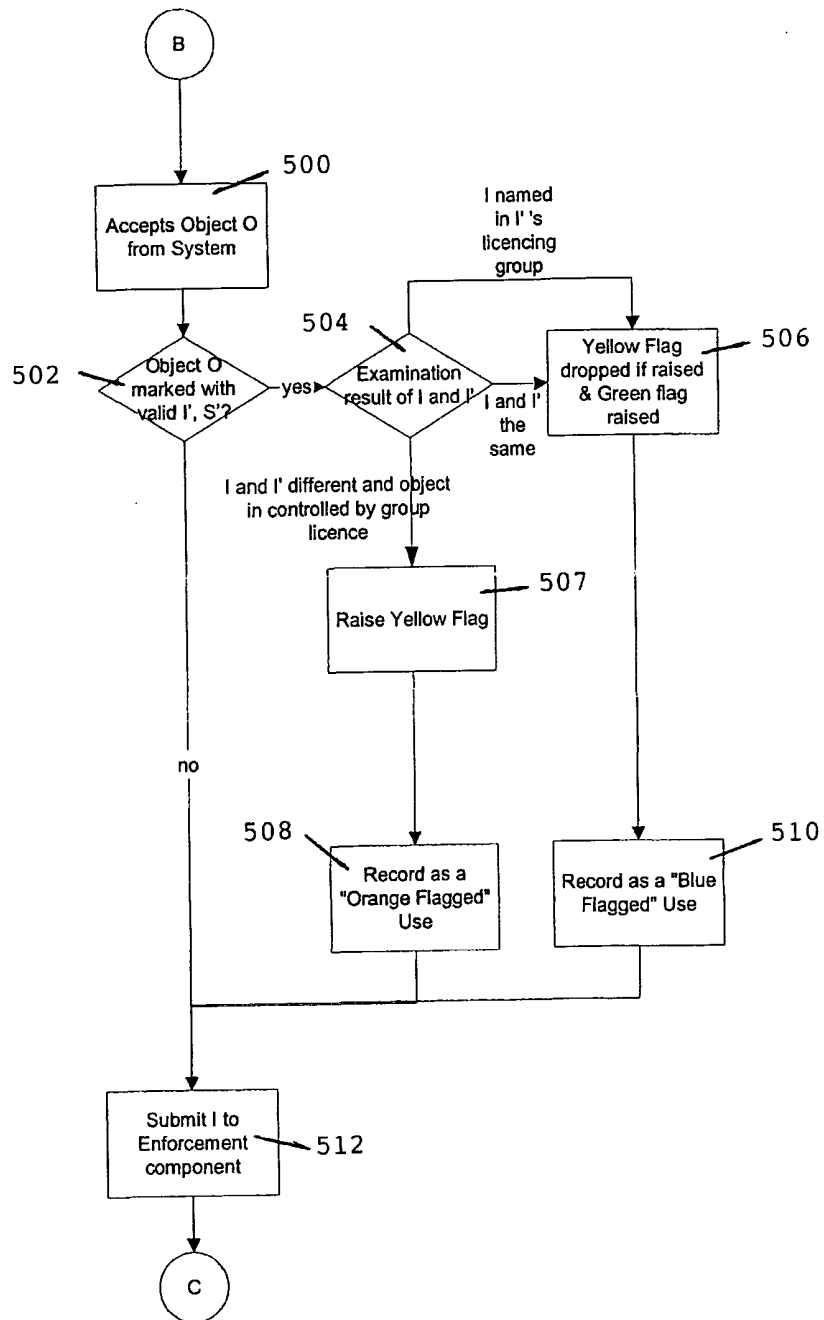 B
500
Accepts Object O
from System
I named
in I' 's
licencing
group
504
502
Object O
marked with
valid I', S'?
yes
Examination
result of I and I'
I and I'
the
same
Yellow Flag
dropped if raised
& Green flag
raised
506
I and I' different and object
in controlled by group
licence
507
Raise Yellow Flag
no
508
Record as a
"Orange Flagged"
Use
510
Record as a "Blue
Flagged" Use
Submit I to
Enforcement
component
512
C